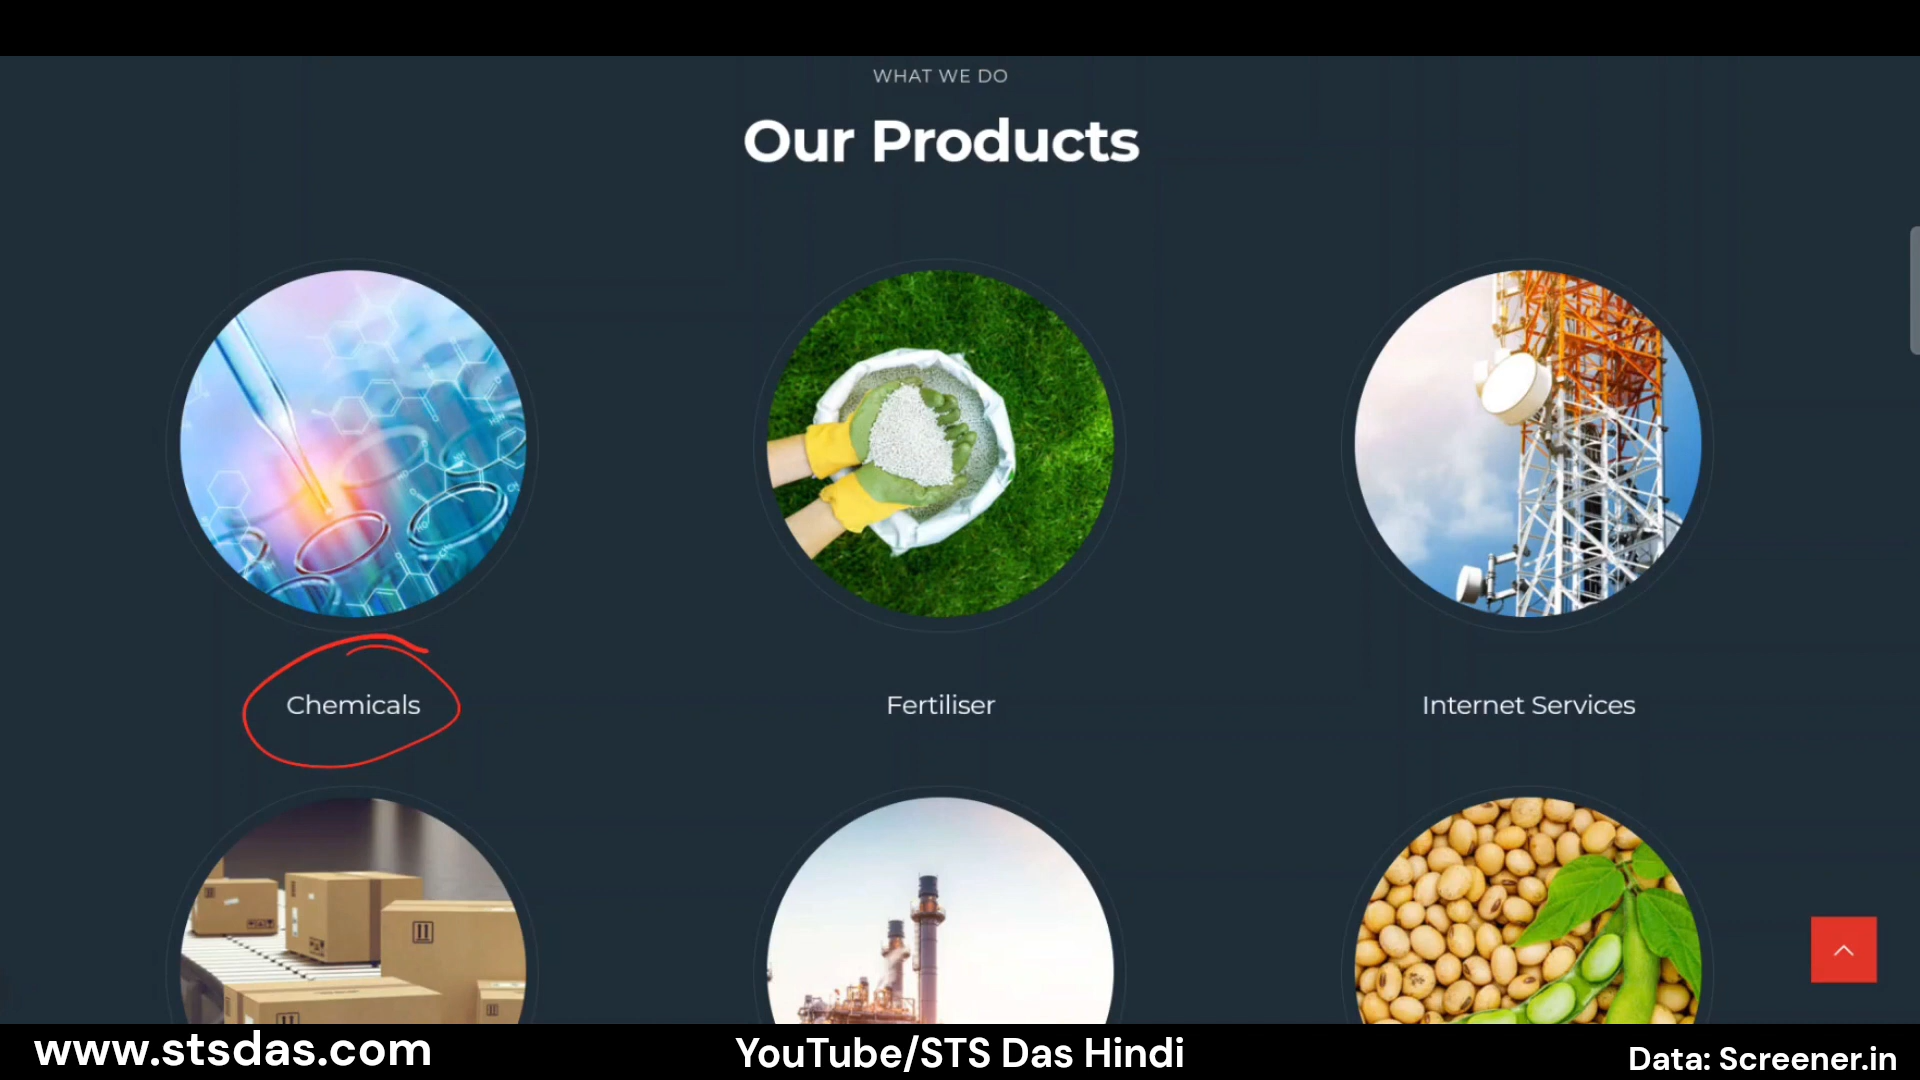 WHAT WE DO
Our Products
Chemicals
Fertiliser
Internet Services
www.stsdas.com
YouTube/STS Das Hindi
Data: Screener.in